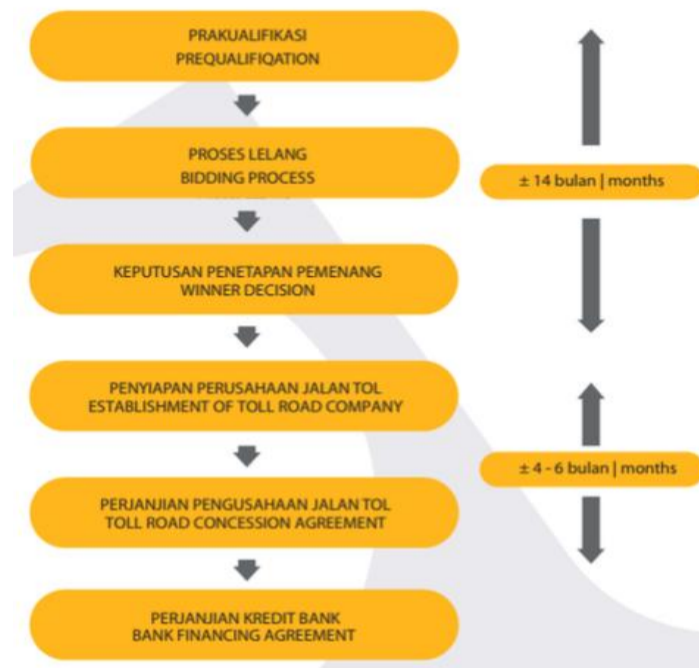 PRAKUALIFIKASI
PREQUALIFIQATION
PROSES LELANG
BIDDING PROCESS
± 14 bulan | months
KEPUTUSAN PENETAPAN PEMENANG
WINNER DECISION
PENYIAPAN PERUSAHAAN JALAN TOL
ESTABLISHMENT OF TOLL ROAD COMPANY
± 4 - 6 bulan | months
PERJANJIAN PENGUSAHAAN JALAN TOL
TOLL ROAD CONCESSION AGREEMENT
PERJANJIAN KREDIT BANK
BANK FINANCING AGREEMENT